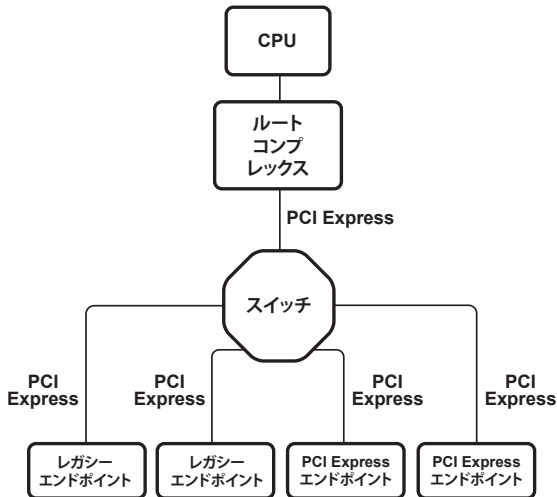 CPU
ルート
コンプ
レックス
PCI Express
スイッチ
PCI
Express
PCI
Express
PCI
Express
PCI
Express
レガシー
エンドポイント
レガシー
エンドポイント
PCI Express
エンドポイント
PCI Express
エンドポイント